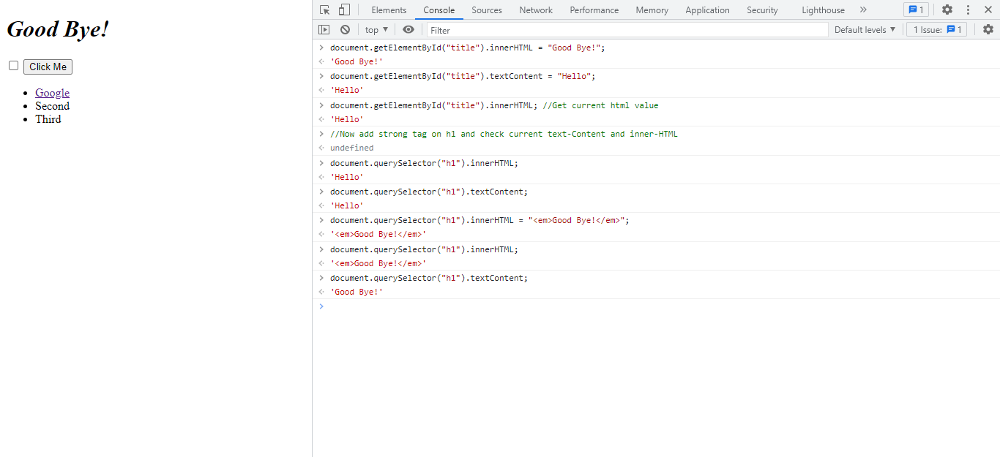 Good Bye!
Click Me
Google
Second
Third
Elements Console Sources Network Performance Memory Application Security Lighthouse » 1
top ▼ Filter Default levels ▼ 1 Issue: 1
> document.getElementById("title").innerHTML = "Good Bye!";
< 'Good Bye!'
> document.getElementById("title").textContent = "Hello";
< 'Hello'
> document.getElementById("title").innerHTML; //Get current html value
< 'Hello'
> //Now add strong tag on h1 and check current text-Content and inner-HTML
< undefined
> document.querySelector("h1").innerHTML;
< 'Hello'
> document.querySelector("h1").textContent;
< 'Hello'
> document.querySelector("h1").innerHTML = "<em>Good Bye!</em>";
< '<em>Good Bye!</em>'
> document.querySelector("h1").innerHTML;
< '<em>Good Bye!</em>'
> document.querySelector("h1").textContent;
< 'Good Bye!'
>